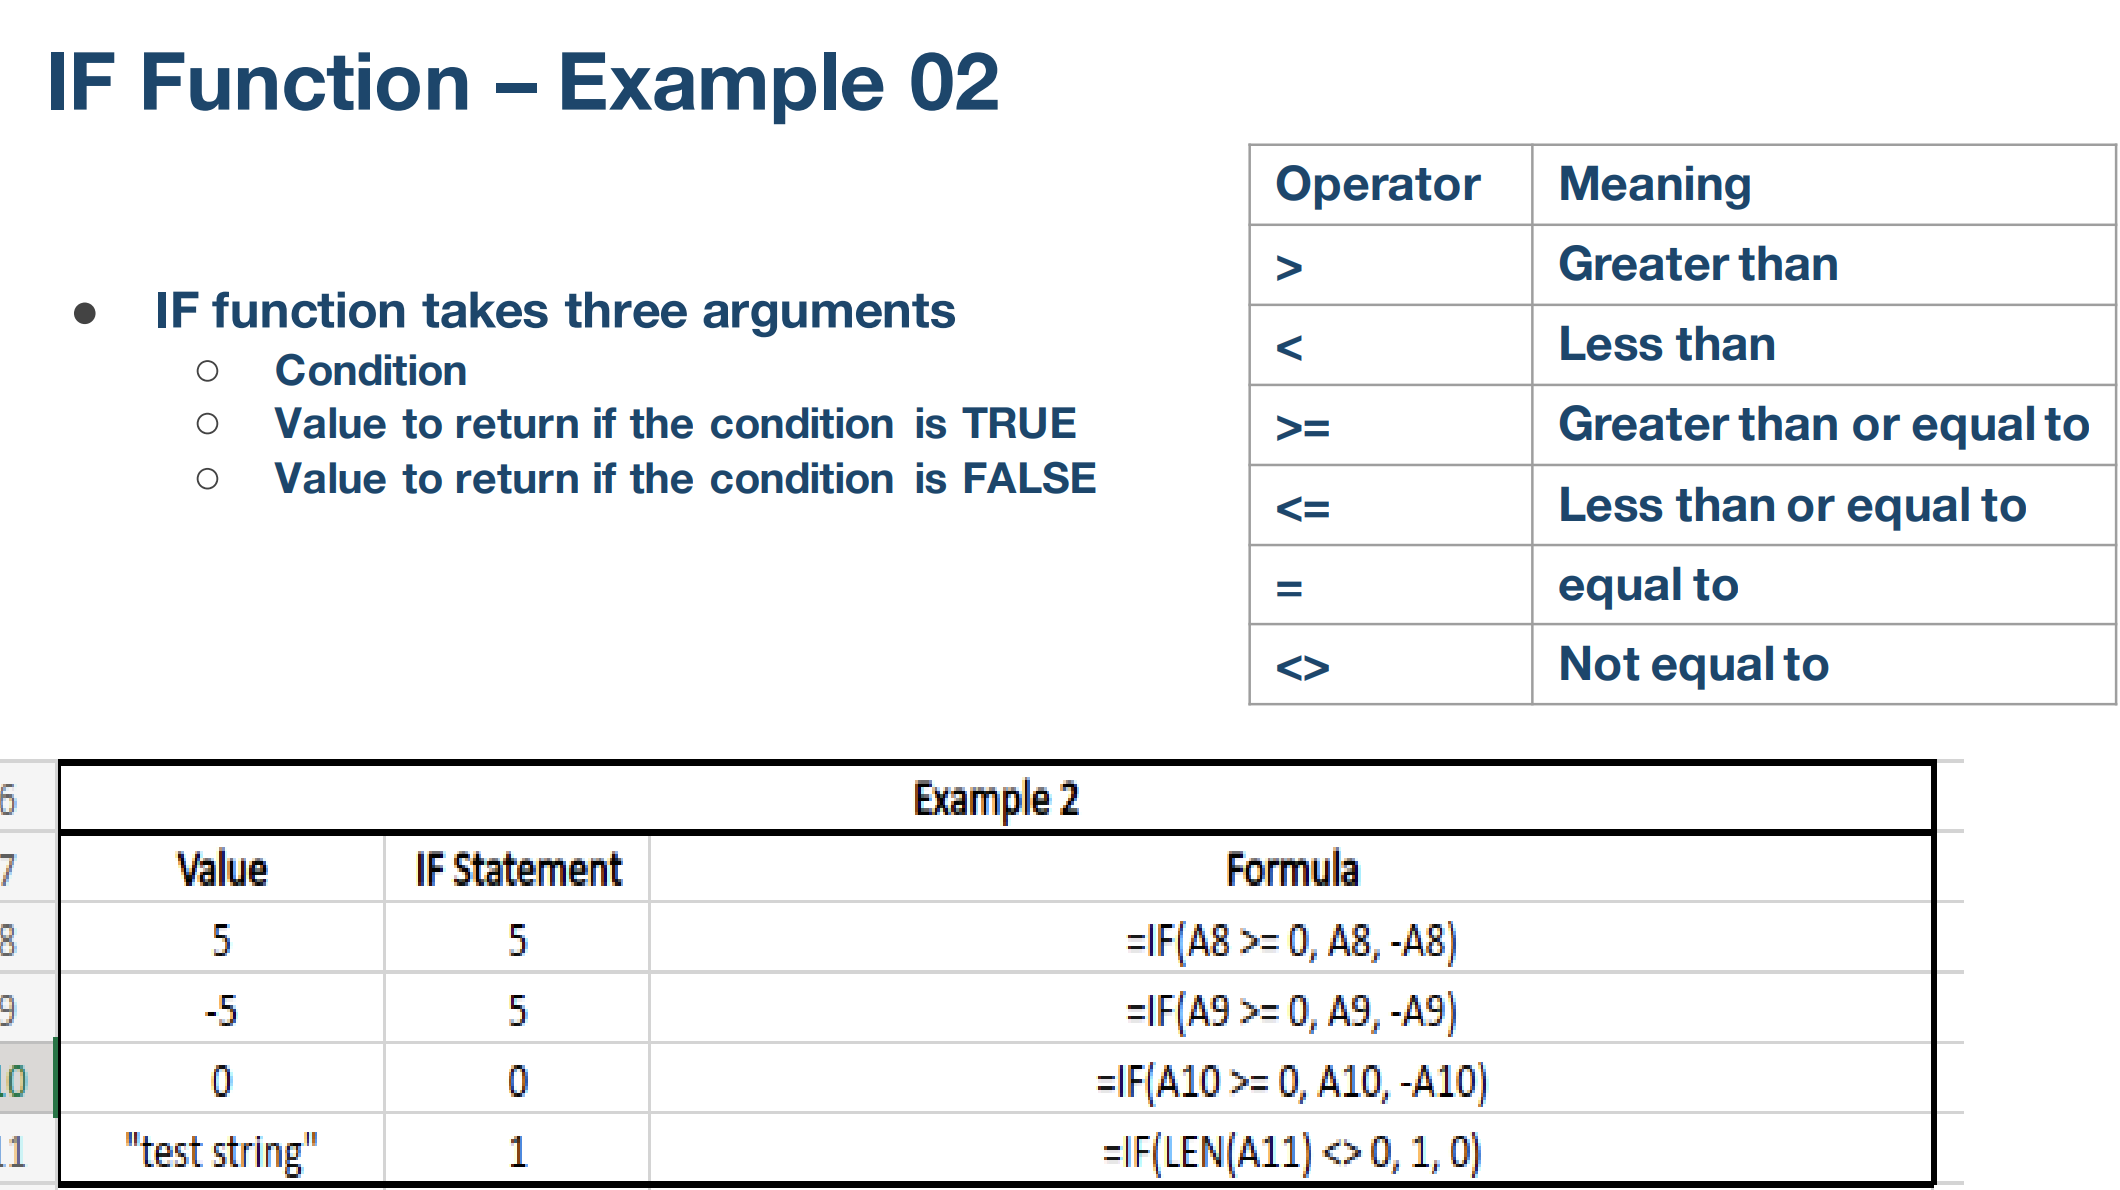 IF Function – Example 02
● IF function takes three arguments
○ Condition
○ Value to return if the condition is TRUE
○ Value to return if the condition is FALSE
Operator Meaning
> Greater than
< Less than
>= Greater than or equal to
<= Less than or equal to
= equal to
<> Not equal to
6 Example 2
7 Value IF Statement Formula
8 5 5 =IF(A8 >= 0, A8, -A8)
9 -5 5 =IF(A9 >= 0, A9, -A9)
10 0 0 =IF(A10 >= 0, A10, -A10)
11 "test string" 1 =IF(LEN(A11) <> 0, 1, 0)